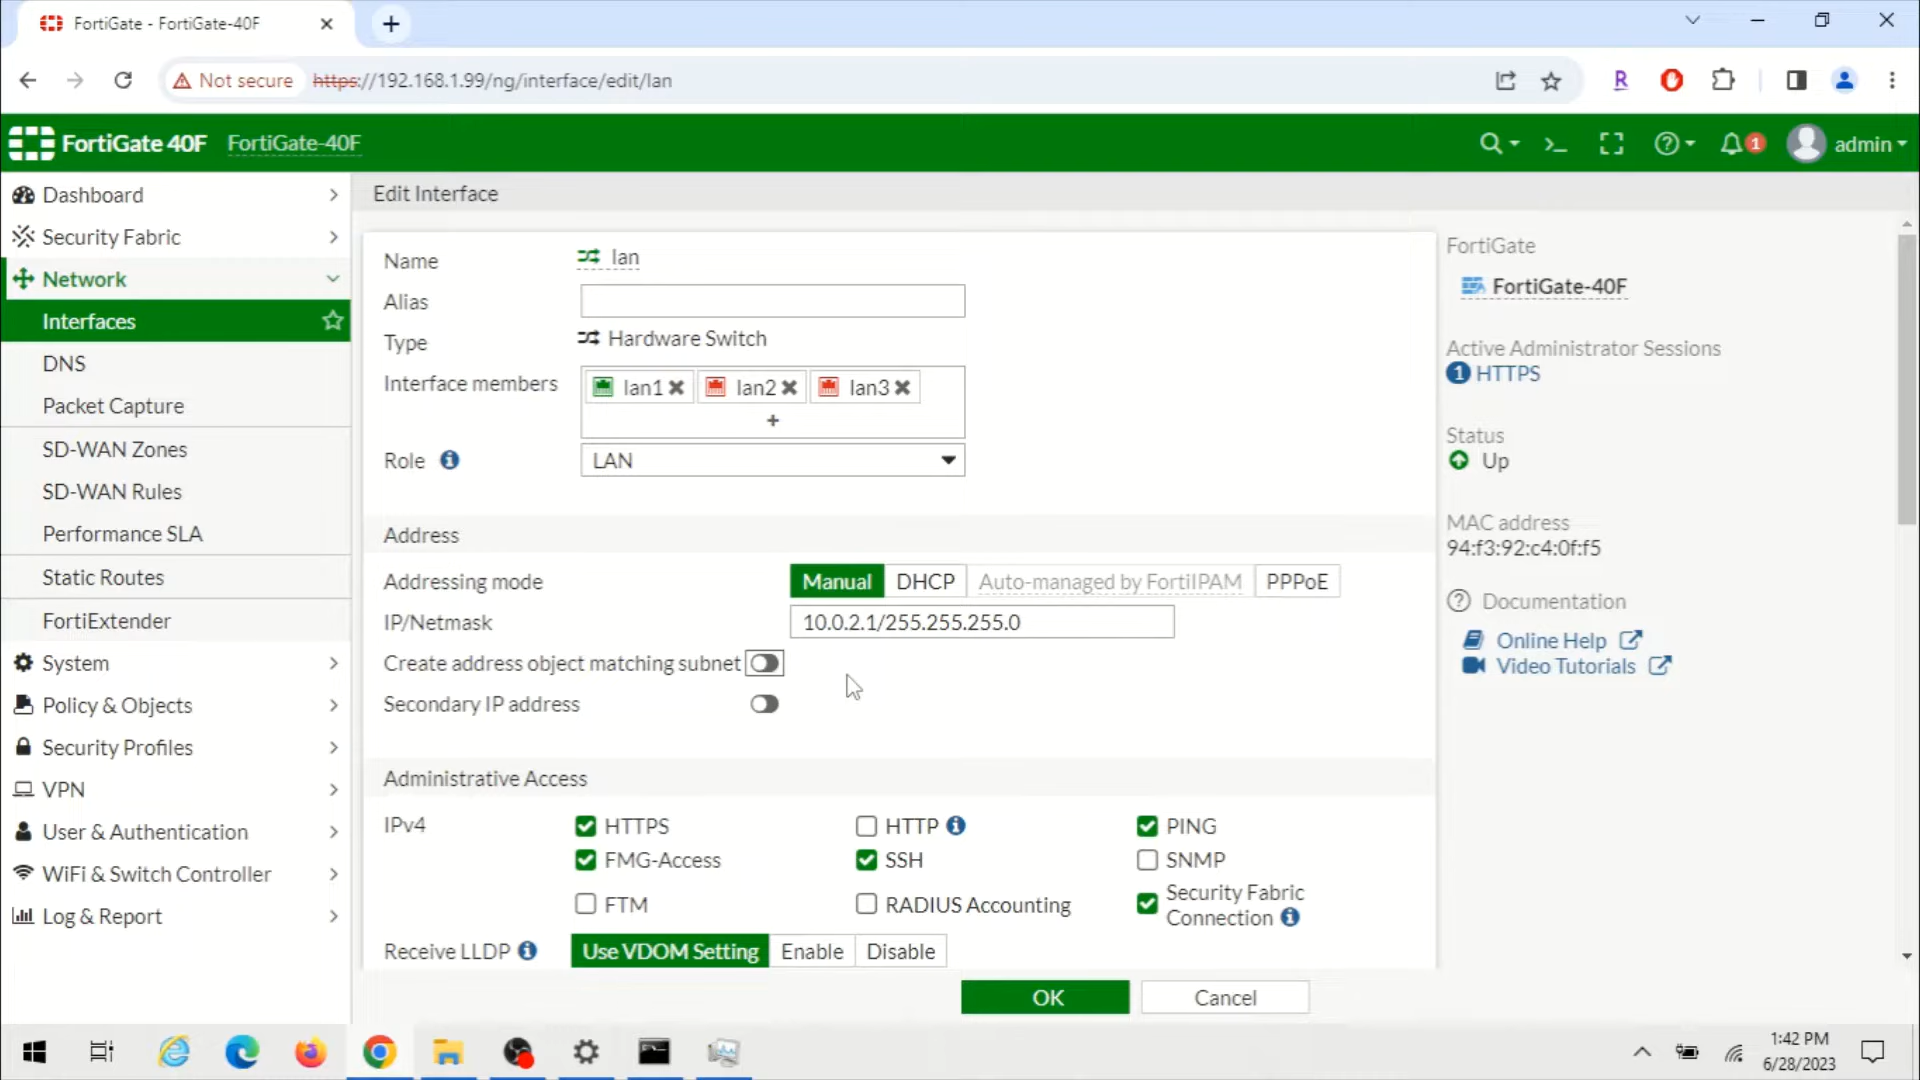 FortiGate - FortiGate-40F
Not secure https://192.168.1.99/ng/interface/edit/lan
R
FortiGate 40F FortiGate-40F
1 admin
Dashboard
Security Fabric
Network
Interfaces
DNS
Packet Capture
SD-WAN Zones
SD-WAN Rules
Performance SLA
Static Routes
FortiExtender
System
Policy & Objects
Security Profiles
VPN
User & Authentication
WiFi & Switch Controller
Log & Report
Edit Interface
Name lan
Alias
Type Hardware Switch
Interface members lan1 lan2 lan3
Role LAN
Address
Addressing mode Manual DHCP Auto-managed by FortiIPAM PPPoE
IP/Netmask 10.0.2.1/255.255.255.0
Create address object matching subnet
Secondary IP address
Administrative Access
IPv4 HTTPS HTTP PING
FMG-Access SSH SNMP
FTM RADIUS Accounting Security Fabric
Connection
Receive LLDP Use VDOM Setting Enable Disable
OK Cancel
FortiGate
FortiGate-40F
Active Administrator Sessions
1 HTTPS
Status
Up
MAC address
94:f3:92:c4:0f:f5
Documentation
Online Help
Video Tutorials
1:42 PM
6/28/2023